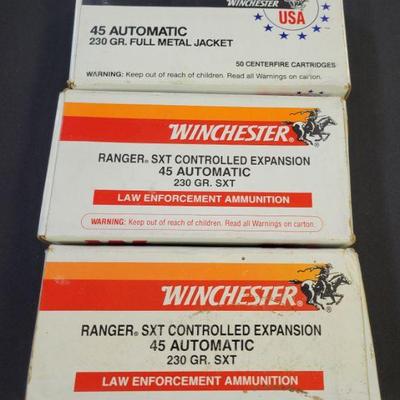 WINCHESTER
USA
45 AUTOMATIC
230 GR. FULL METAL JACKET
50 CENTERFIRE CARTRIDGES
WARNING: Keep out of reach of children. Read all Warnings on carton.
WINCHESTER®
RANGER® SXT CONTROLLED EXPANSION
45 AUTOMATIC
230 GR. SXT
LAW ENFORCEMENT AMMUNITION
WARNING: Keep out of reach of children. Read all Warnings on carton.
WINCHESTER®
RANGER® SXT CONTROLLED EXPANSION
45 AUTOMATIC
230 GR. SXT
LAW ENFORCEMENT AMMUNITION